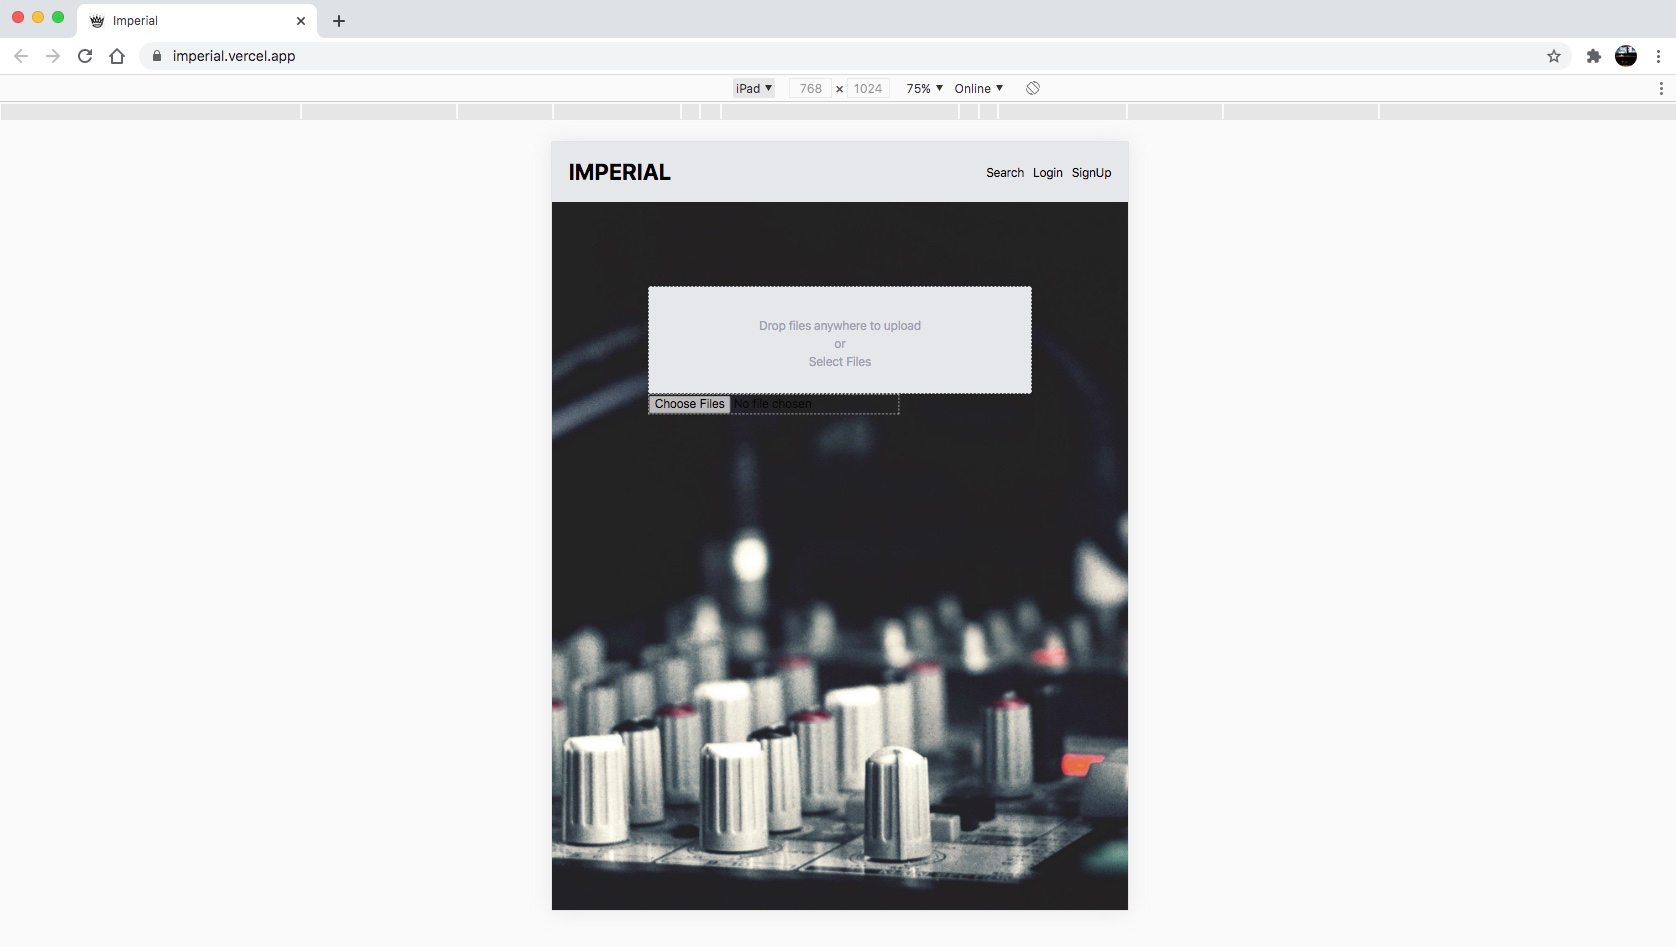 Imperial
imperial.vercel.app
iPad 768 × 1024 75% Online
IMPERIAL
Search Login SignUp
Drop files anywhere to upload
or
Select Files
Choose Files No file chosen